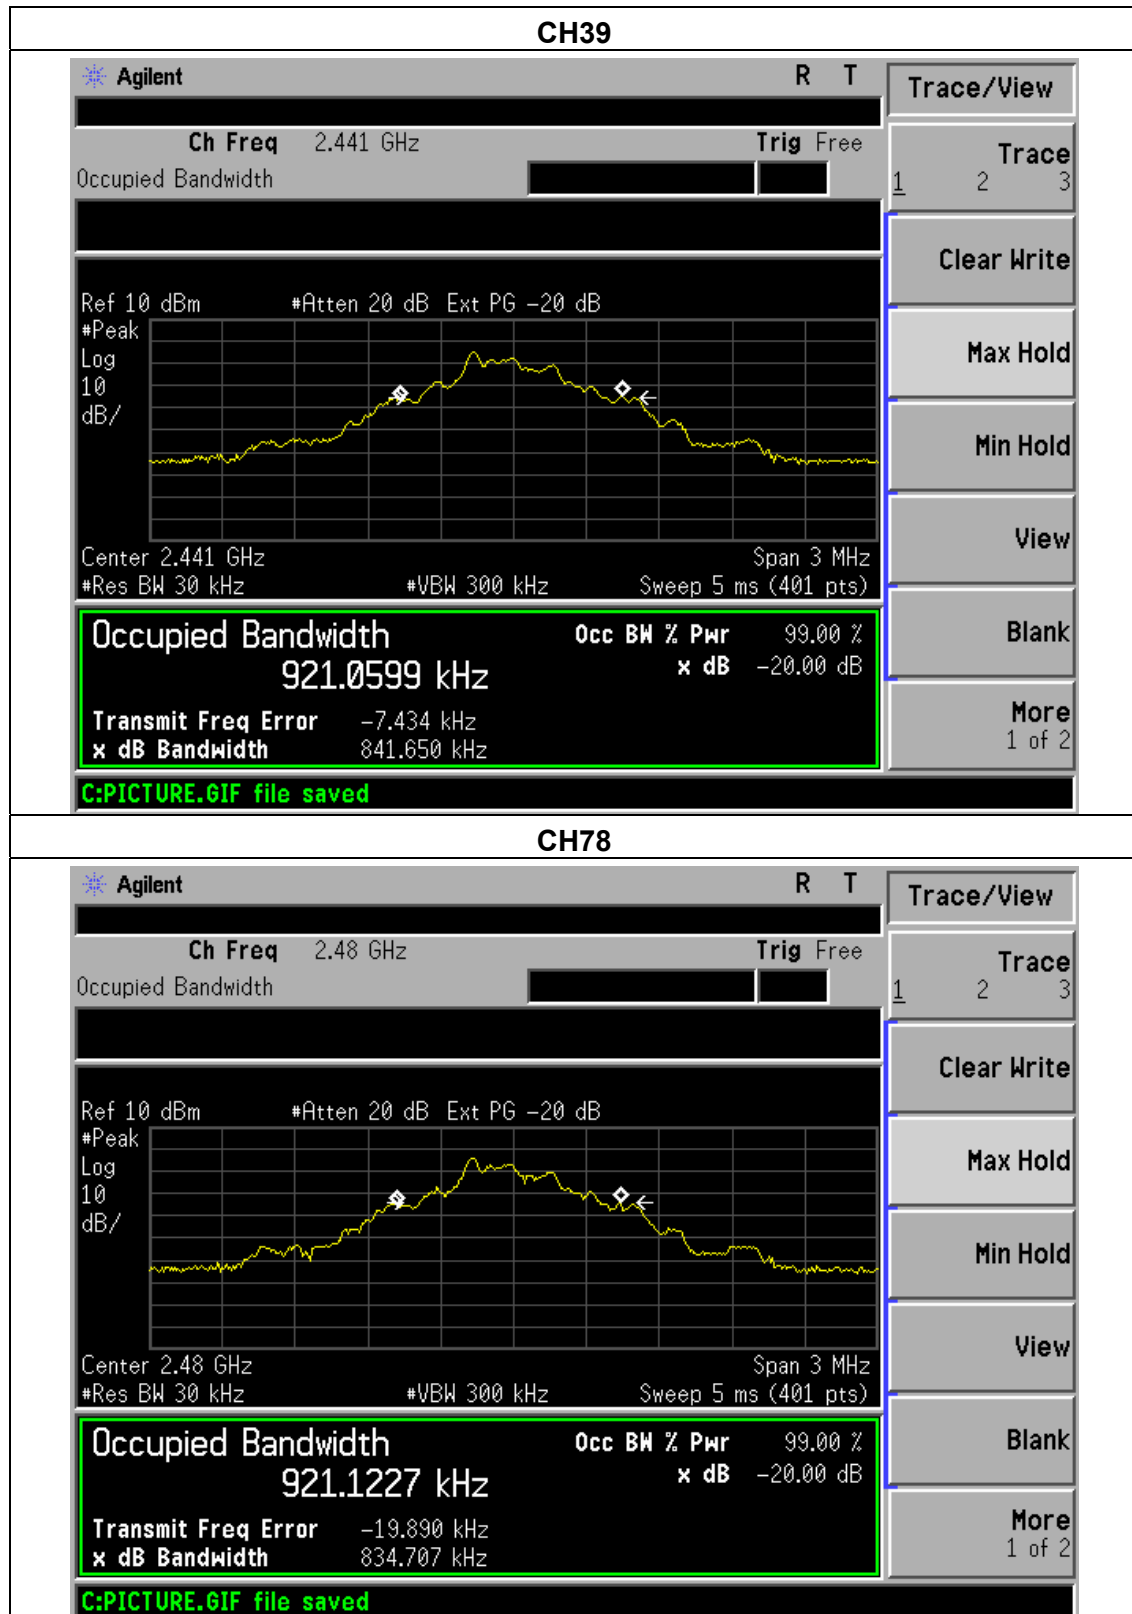 CH39
Agilent R T Trace/View
Ch Freq 2.441 GHz Trig Free
Occupied Bandwidth
Trace
1 2 3
Clear Write
Max Hold
Min Hold
View
Blank
More
1 of 2
Ref 10 dBm #Atten 20 dB Ext PG -20 dB
#Peak
Log
10
dB/
Center 2.441 GHz Span 3 MHz
#Res BW 30 kHz #VBW 300 kHz Sweep 5 ms (401 pts)
Occupied Bandwidth Occ BW % Pwr 99.00 %
921.0599 kHz x dB -20.00 dB
Transmit Freq Error -7.434 kHz
x dB Bandwidth 841.650 kHz
C:PICTURE.GIF file saved
CH78
Agilent R T Trace/View
Ch Freq 2.48 GHz Trig Free
Occupied Bandwidth
Trace
1 2 3
Clear Write
Max Hold
Min Hold
View
Blank
More
1 of 2
Ref 10 dBm #Atten 20 dB Ext PG -20 dB
#Peak
Log
10
dB/
Center 2.48 GHz Span 3 MHz
#Res BW 30 kHz #VBW 300 kHz Sweep 5 ms (401 pts)
Occupied Bandwidth Occ BW % Pwr 99.00 %
921.1227 kHz x dB -20.00 dB
Transmit Freq Error -19.890 kHz
x dB Bandwidth 834.707 kHz
C:PICTURE.GIF file saved